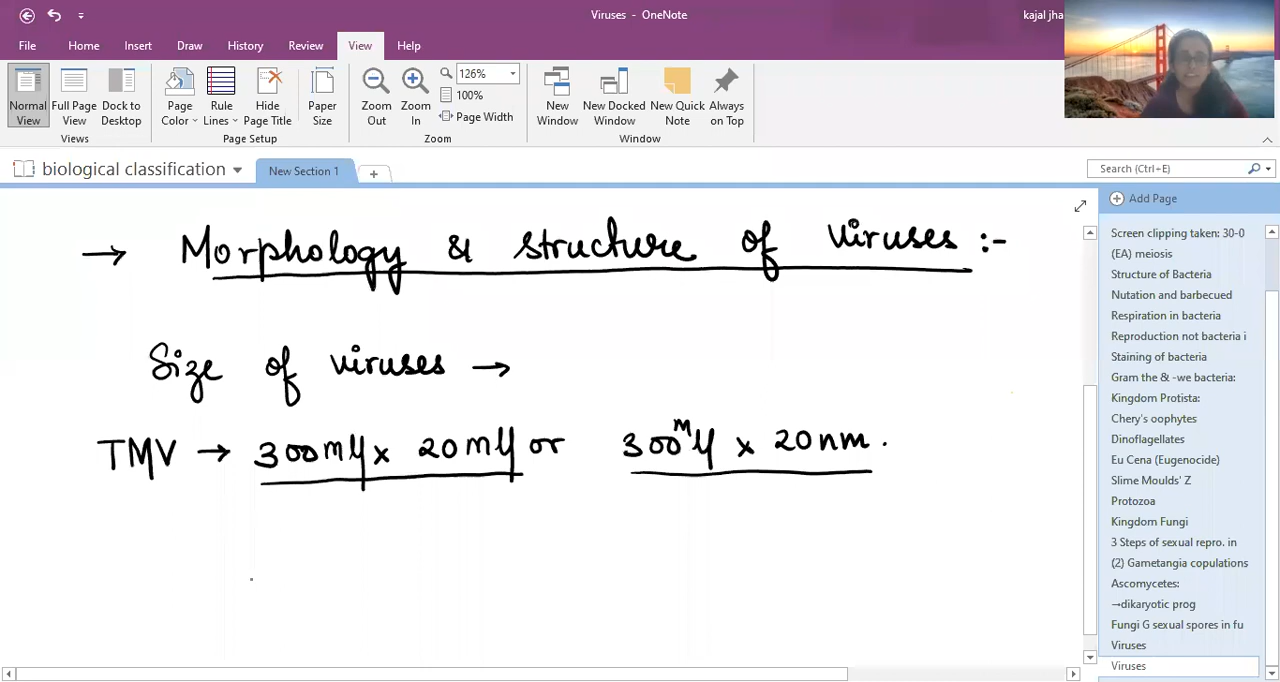 Viruses - OneNote
kajal jha
File Home Insert Draw History Review View Help
Normal View
Full Page View
Dock to Desktop
Views
Page Color
Rule Lines
Hide Page Title
Paper Size
Page Setup
Zoom Out
Zoom In
126%
100%
Page Width
Zoom
New Window
New Docked Window
New Quick Note
Always on Top
Window
biological classification
New Section 1
Search (Ctrl+E)
→ Morphology & structure of viruses :-
Size of viruses →
TMV → 300mμ x 20mμ or 300mμ x 20nm.
Add Page
Screen clipping taken: 30-0
(EA) meiosis
Structure of Bacteria
Nutation and barbecued
Respiration in bacteria
Reproduction not bacteria i
Staining of bacteria
Gram the & -we bacteria:
Kingdom Protista:
Chery's oophytes
Dinoflagellates
Eu Cena (Eugenocide)
Slime Moulds' Z
Protozoa
Kingdom Fungi
3 Steps of sexual repro. in
(2) Gametangia copulations
Ascomycetes:
→dikaryotic prog
Fungi G sexual spores in fu
Viruses
Viruses